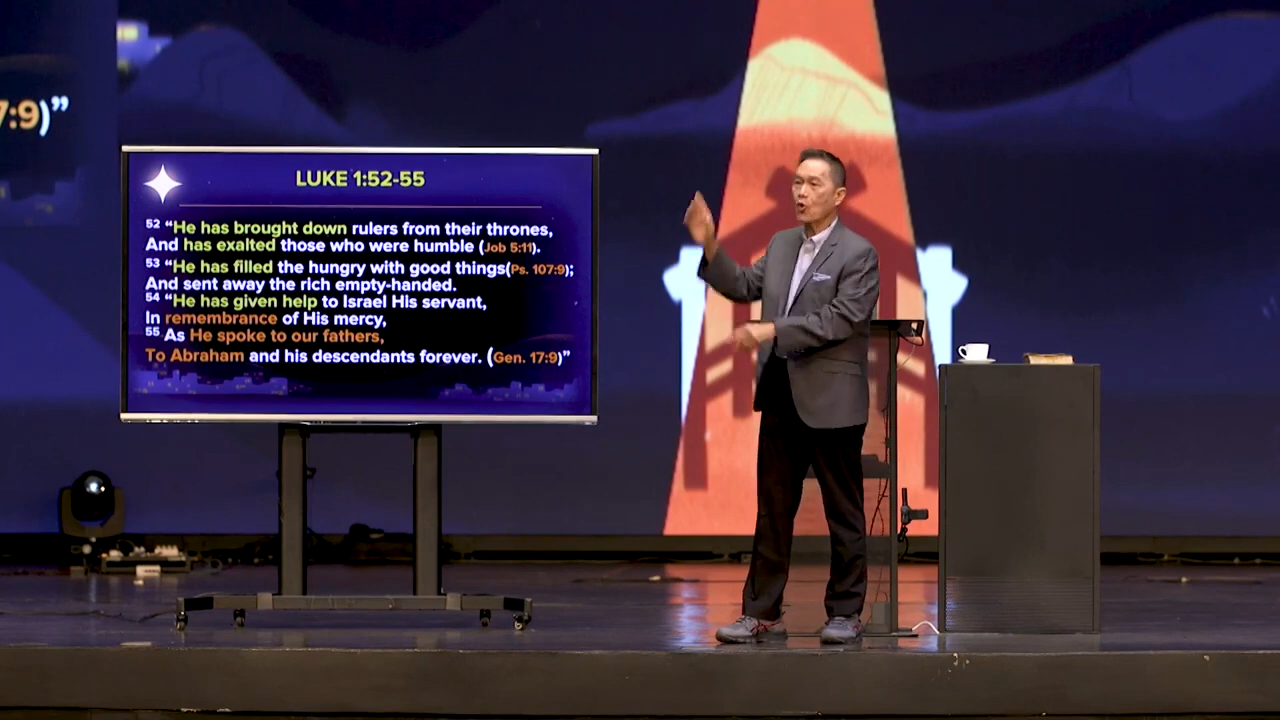 7:9)”
LUKE 1:52-55
52 “He has brought down rulers from their thrones,
And has exalted those who were humble (Job 5:11).
53 “He has filled the hungry with good things(Ps. 107:9);
And sent away the rich empty-handed.
54 “He has given help to Israel His servant,
In remembrance of His mercy,
55 As He spoke to our fathers,
To Abraham and his descendants forever. (Gen. 17:9)”